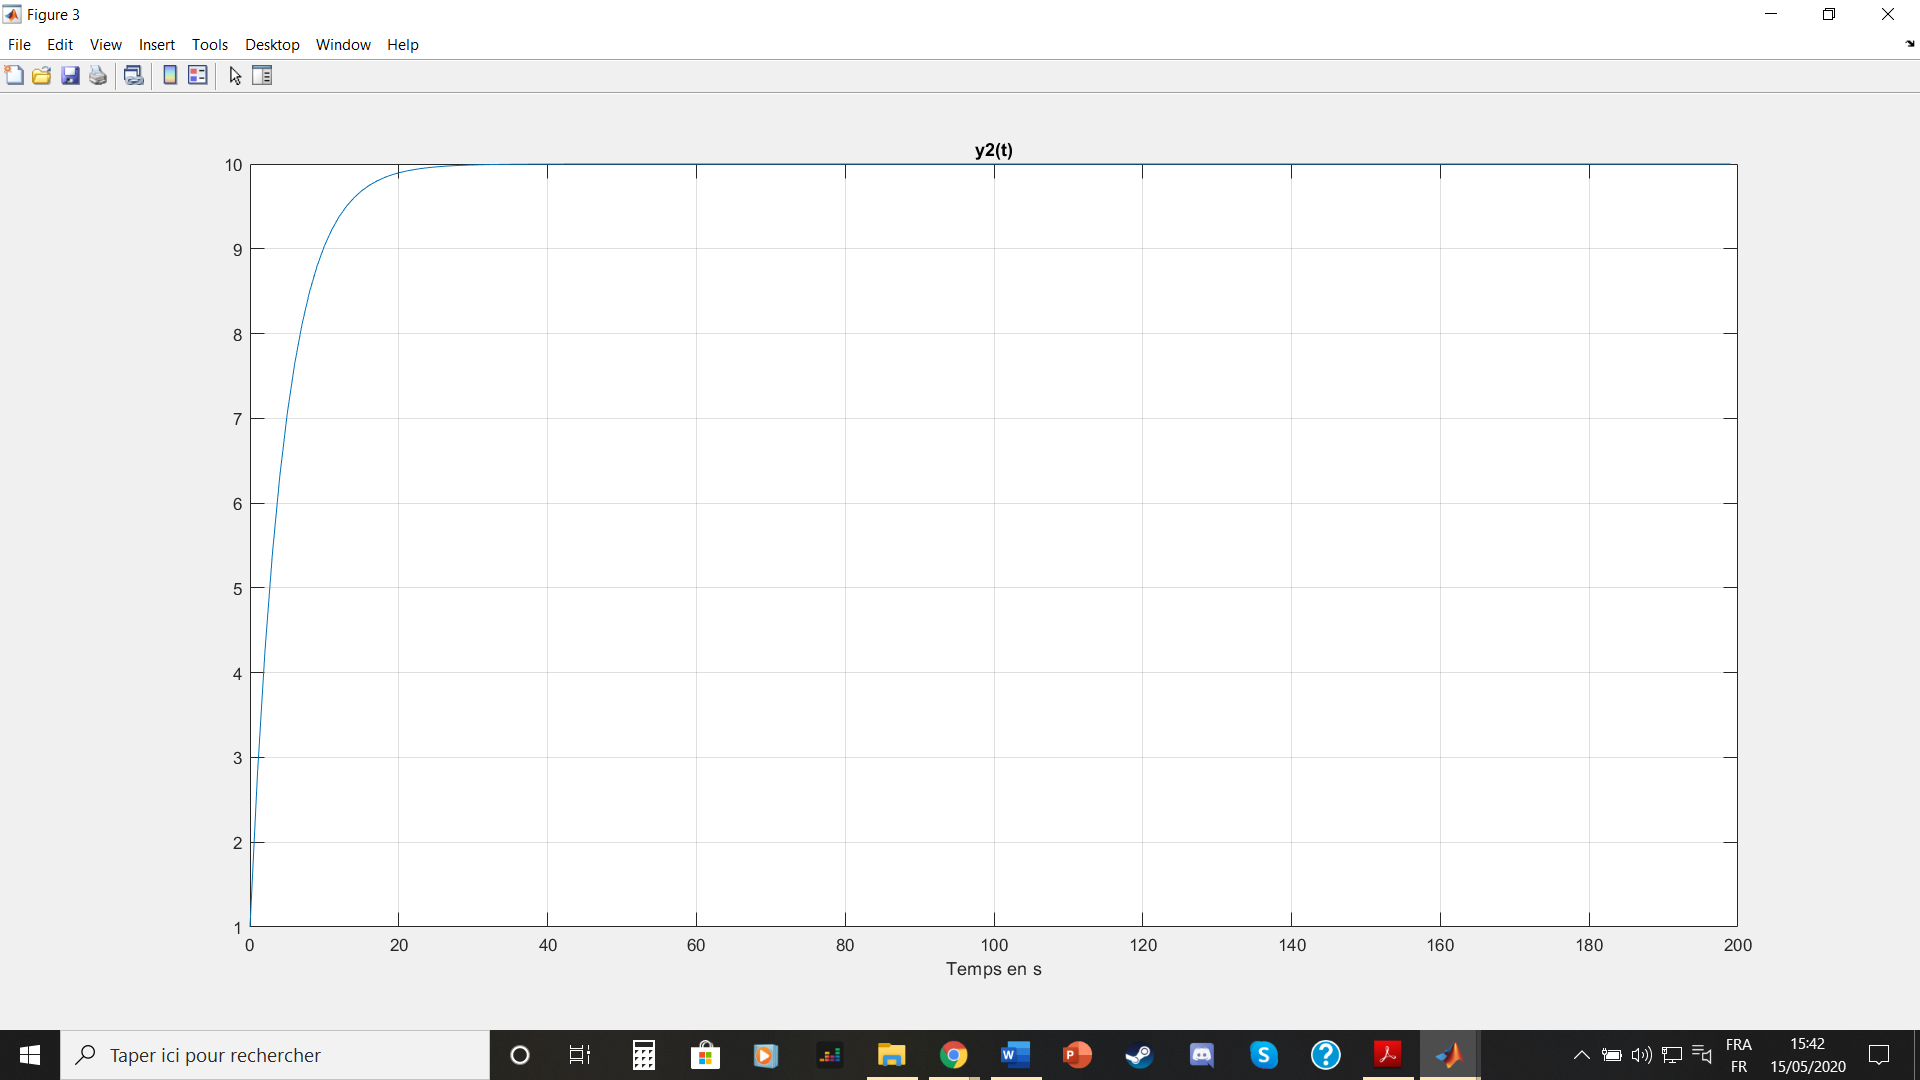 Figure 3
File Edit View Insert Tools Desktop Window Help
y2(t)
10
9
8
7
6
5
4
3
2
1
0 20 40 60 80 100 120 140 160 180 200
Temps en s
Taper ici pour rechercher
W
P
S
?
FRA
FR
15:42
15/05/2020